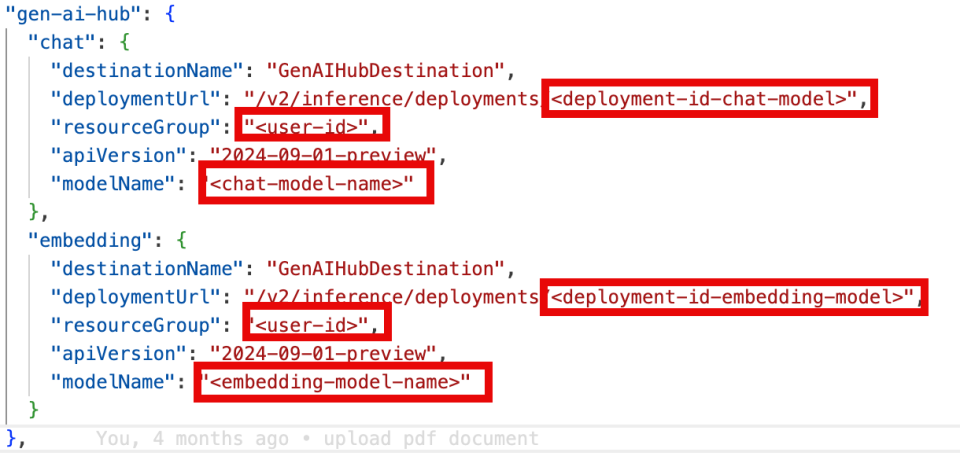 "gen-ai-hub": {
"chat": {
"destinationName": "GenAIHubDestination",
"deploymentUrl": "/v2/inference/deployments/<deployment-id-chat-model>",
"resourceGroup": "<user-id>",
"apiVersion": "2024-09-01-preview",
"modelName": "<chat-model-name>"
},
"embedding": {
"destinationName": "GenAIHubDestination",
"deploymentUrl": "/v2/inference/deployments/<deployment-id-embedding-model>",
"resourceGroup": "<user-id>",
"apiVersion": "2024-09-01-preview",
"modelName": "<embedding-model-name>"
}
}, You, 4 months ago • upload pdf document